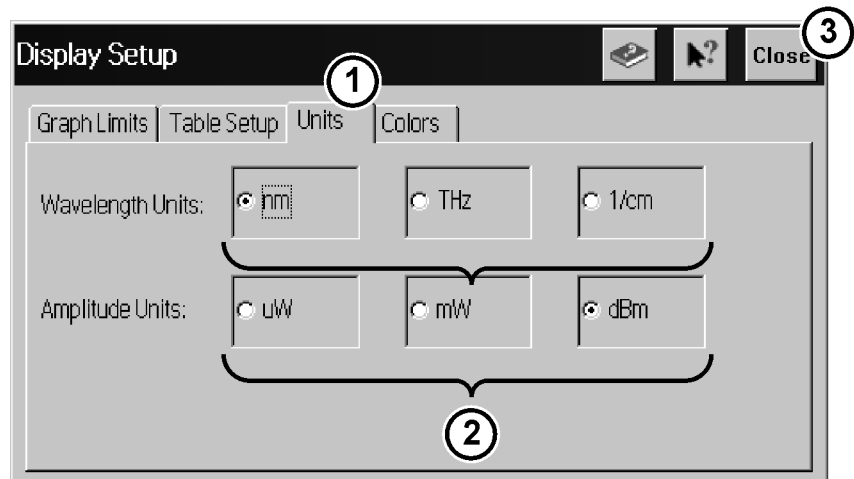 Display Setup ? Close 3
1
Graph Limits Table Setup Units Colors
Wavelength Units: nm THz 1/cm
Amplitude Units: uW mW dBm
2